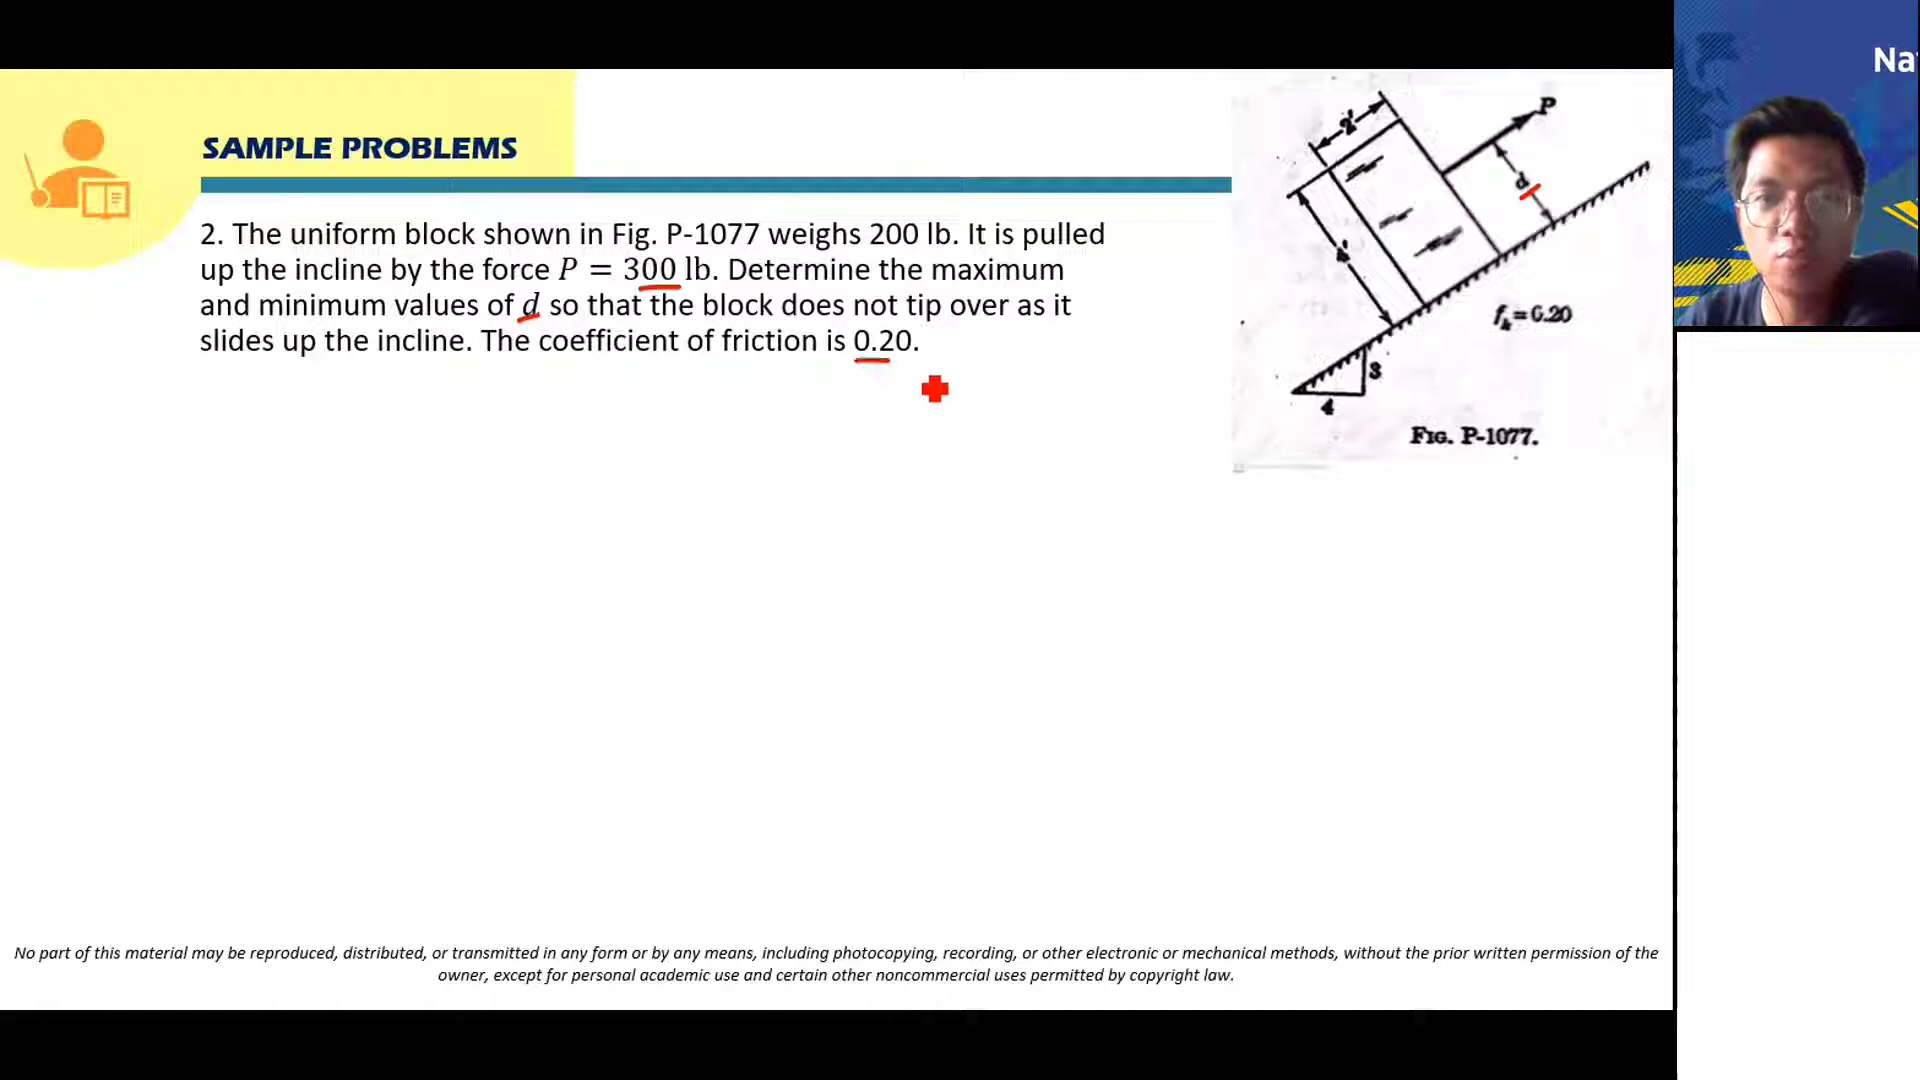 Na
SAMPLE PROBLEMS
2. The uniform block shown in Fig. P-1077 weighs 200 lb. It is pulled
up the incline by the force P = 300 lb. Determine the maximum
and minimum values of d so that the block does not tip over as it
slides up the incline. The coefficient of friction is 0.20.
2'
P
d
4'
fk=0.20
3
4
FIG. P-1077.
No part of this material may be reproduced, distributed, or transmitted in any form or by any means, including photocopying, recording, or other electronic or mechanical methods, without the prior written permission of the
owner, except for personal academic use and certain other noncommercial uses permitted by copyright law.